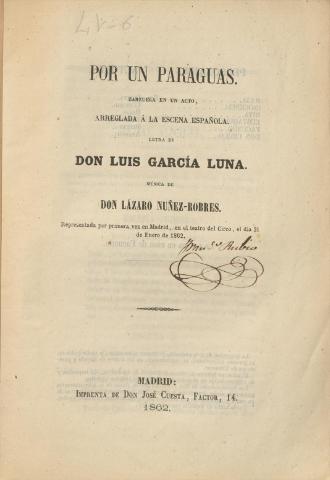 POR UN PARAGUAS.
ZARZUELA EN UN ACTO,
ARREGLADA Á LA ESCENA ESPAÑOLA.
LETRA DE
DON LUIS GARCÍA LUNA.
MÚSICA DE
DON LÁZARO NUÑEZ-ROBRES.
Representada por primera vez en Madrid, en el teatro del Circo, el dia 31
de Enero de 1862.
Rubio
MADRID:
IMPRENTA DE DON JOSÉ CUESTA, FACTOR, 14.
1862.